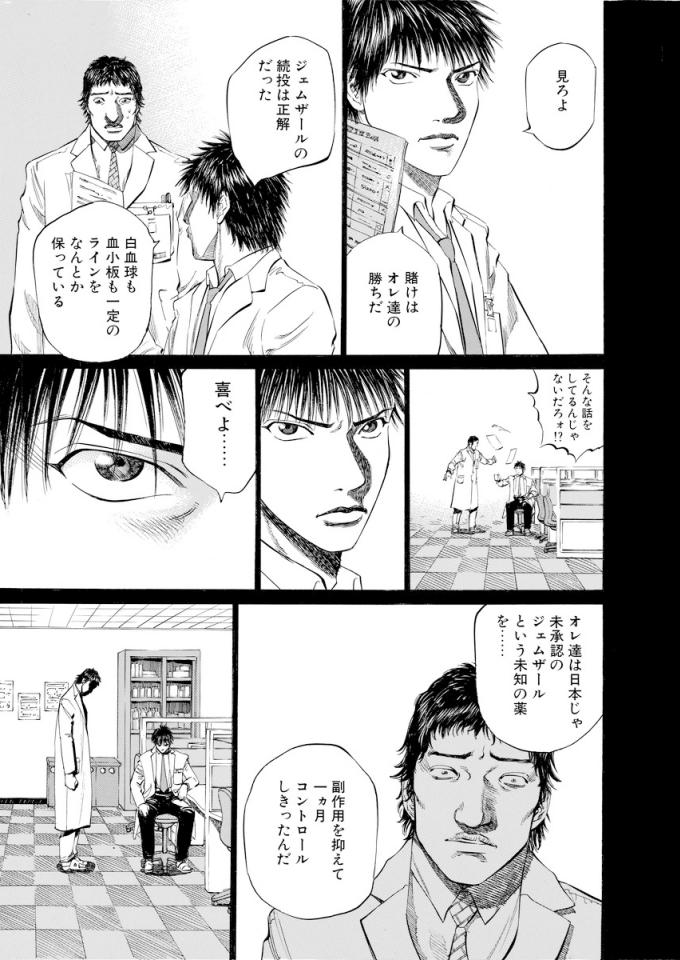 見ろよ
賭けは
オレ達の
勝ちだ
ジェムザールの
続投は正解
だった
白血球も
血小板も一定の
ラインを
なんとか
保っている
そんな話を
してるんじゃ
ないだろォ!?
喜べよ……
オレ達は日本じゃ
未承認の
ジェムザール
という未知の薬
を……
副作用を抑えて
一ヵ月
コントロール
しきったんだ